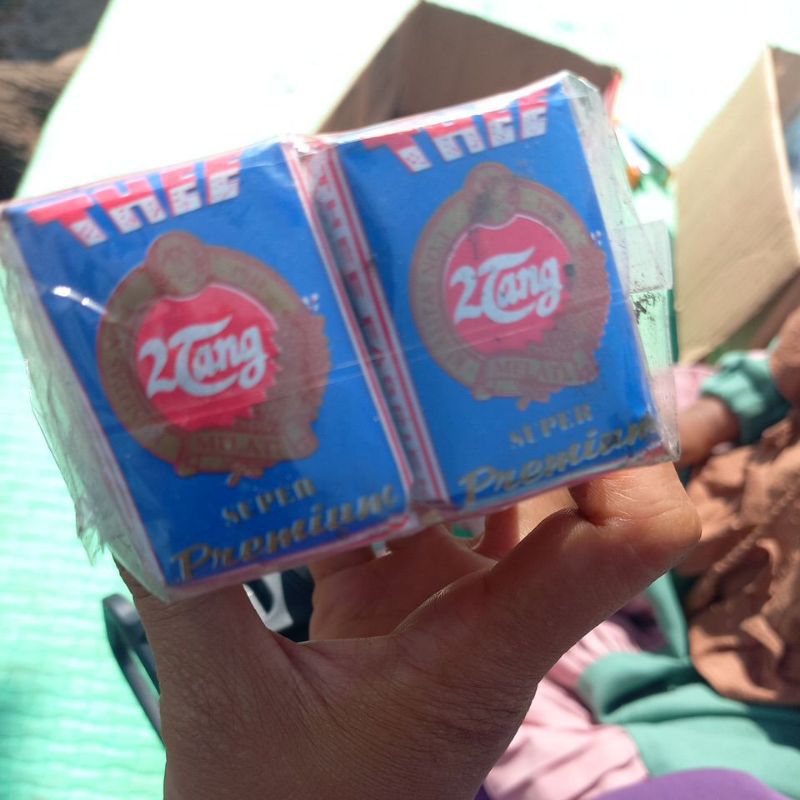 THEE
2Tang
MELATI
SUPER
Premium
THEE
2Tang
MELATI
SUPER
Premium